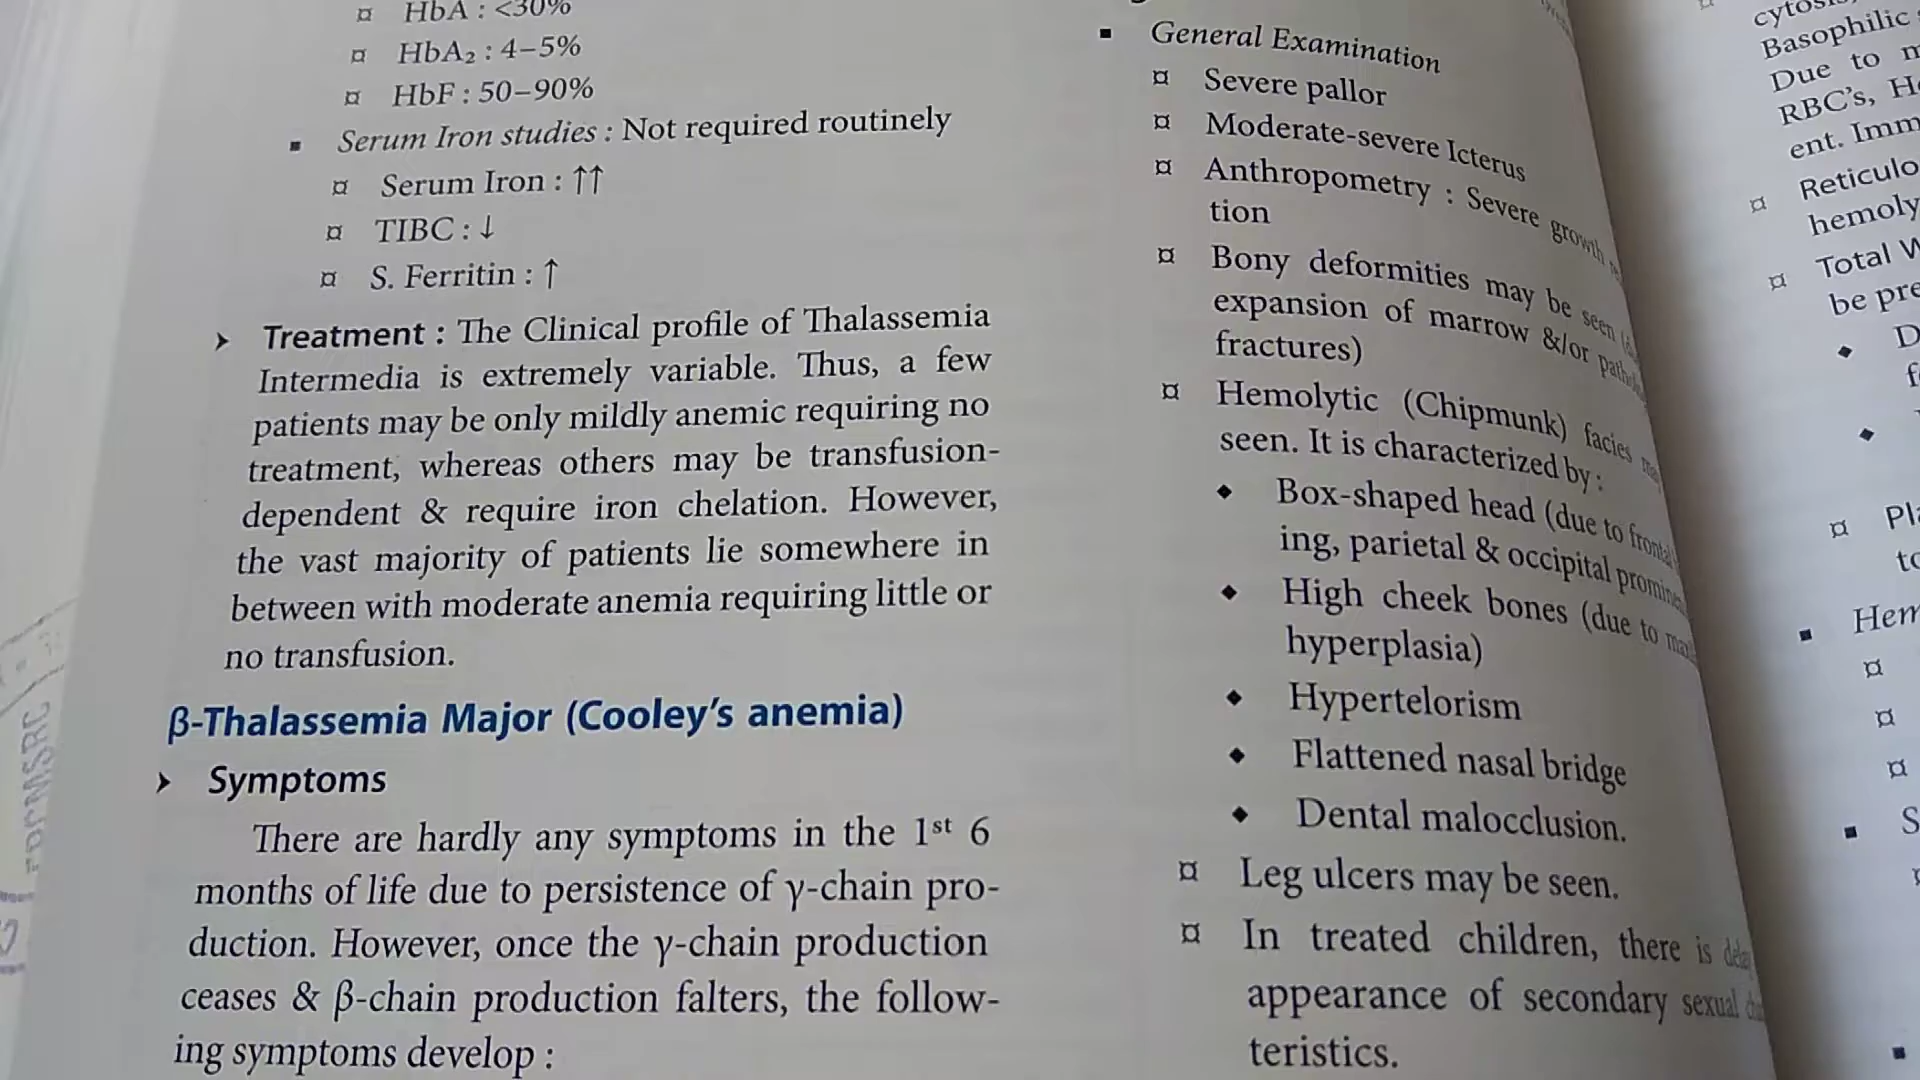 HbA : <30%
HbA₂ : 4–5%
HbF : 50–90%
Serum Iron studies : Not required routinely
Serum Iron : ↑↑
TIBC : ↓
S. Ferritin : ↑
Treatment : The Clinical profile of Thalassemia
Intermedia is extremely variable. Thus, a few
patients may be only mildly anemic requiring no
treatment, whereas others may be transfusion-
dependent & require iron chelation. However,
the vast majority of patients lie somewhere in
between with moderate anemia requiring little or
no transfusion.
β-Thalassemia Major (Cooley's anemia)
Symptoms
There are hardly any symptoms in the 1st 6
months of life due to persistence of γ-chain pro-
duction. However, once the γ-chain production
ceases & β-chain production falters, the follow-
ing symptoms develop :
General Examination
Severe pallor
Moderate-severe Icterus
Anthropometry : Severe growth
tion
Bony deformities may be seen
expansion of marrow &/or
fractures)
Hemolytic (Chipmunk) facies
seen. It is characterized by :
Box-shaped head (due to frontal
ing, parietal & occipital
High cheek bones (due to
hyperplasia)
Hypertelorism
Flattened nasal bridge
Dental malocclusion.
Leg ulcers may be seen.
In treated children, there is
appearance of secondary sexual
teristics.
Basophilic
Due to
RBC's,
ent.
Total